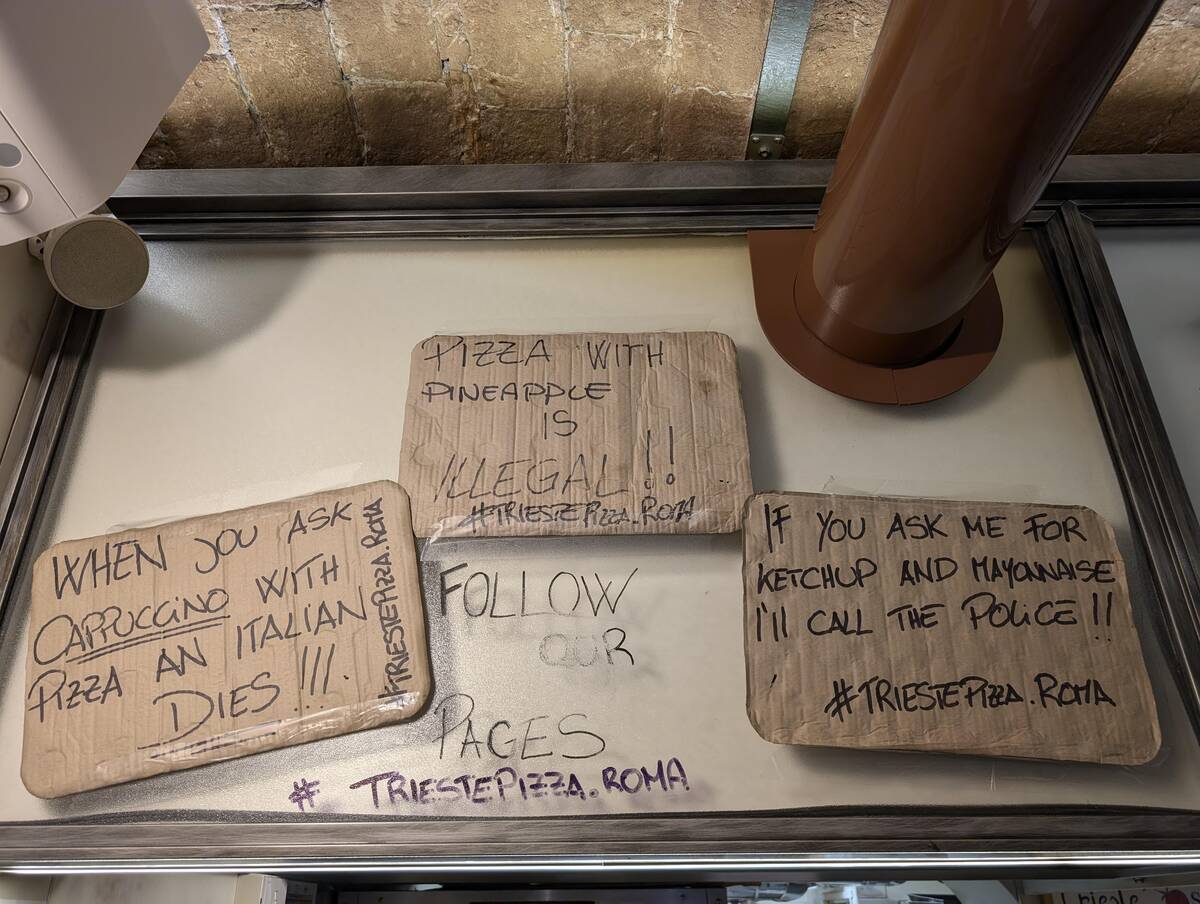 PIZZA WITH
PINEAPPLE
IS
ILLEGAL!!
#TRIESTEPIZZA.ROMA
WHEN YOU ASK
CAPPUCCINO WITH
PIZZA AN ITALIAN
DIES!!!
#TRIESTEPIZZA.ROMA
IF YOU ASK ME FOR
KETCHUP AND MAYONNAISE
I'll CALL THE POLiCE!!
#TRIESTEPIZZA.ROMA
FOLLOW
OUR
PAGES
# TRIESTEPIZZA.ROMA
Trieste